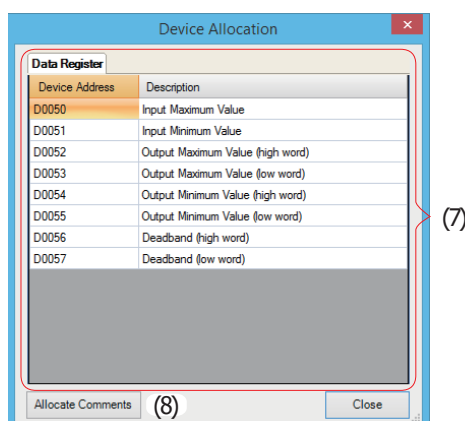 Device Allocation
Data Register
Device Address Description
D0050 Input Maximum Value
D0051 Input Minimum Value
D0052 Output Maximum Value (high word)
D0053 Output Maximum Value (low word)
D0054 Output Minimum Value (high word)
D0055 Output Minimum Value (low word)
D0056 Deadband (high word)
D0057 Deadband (low word)
(7)
Allocate Comments (8) Close